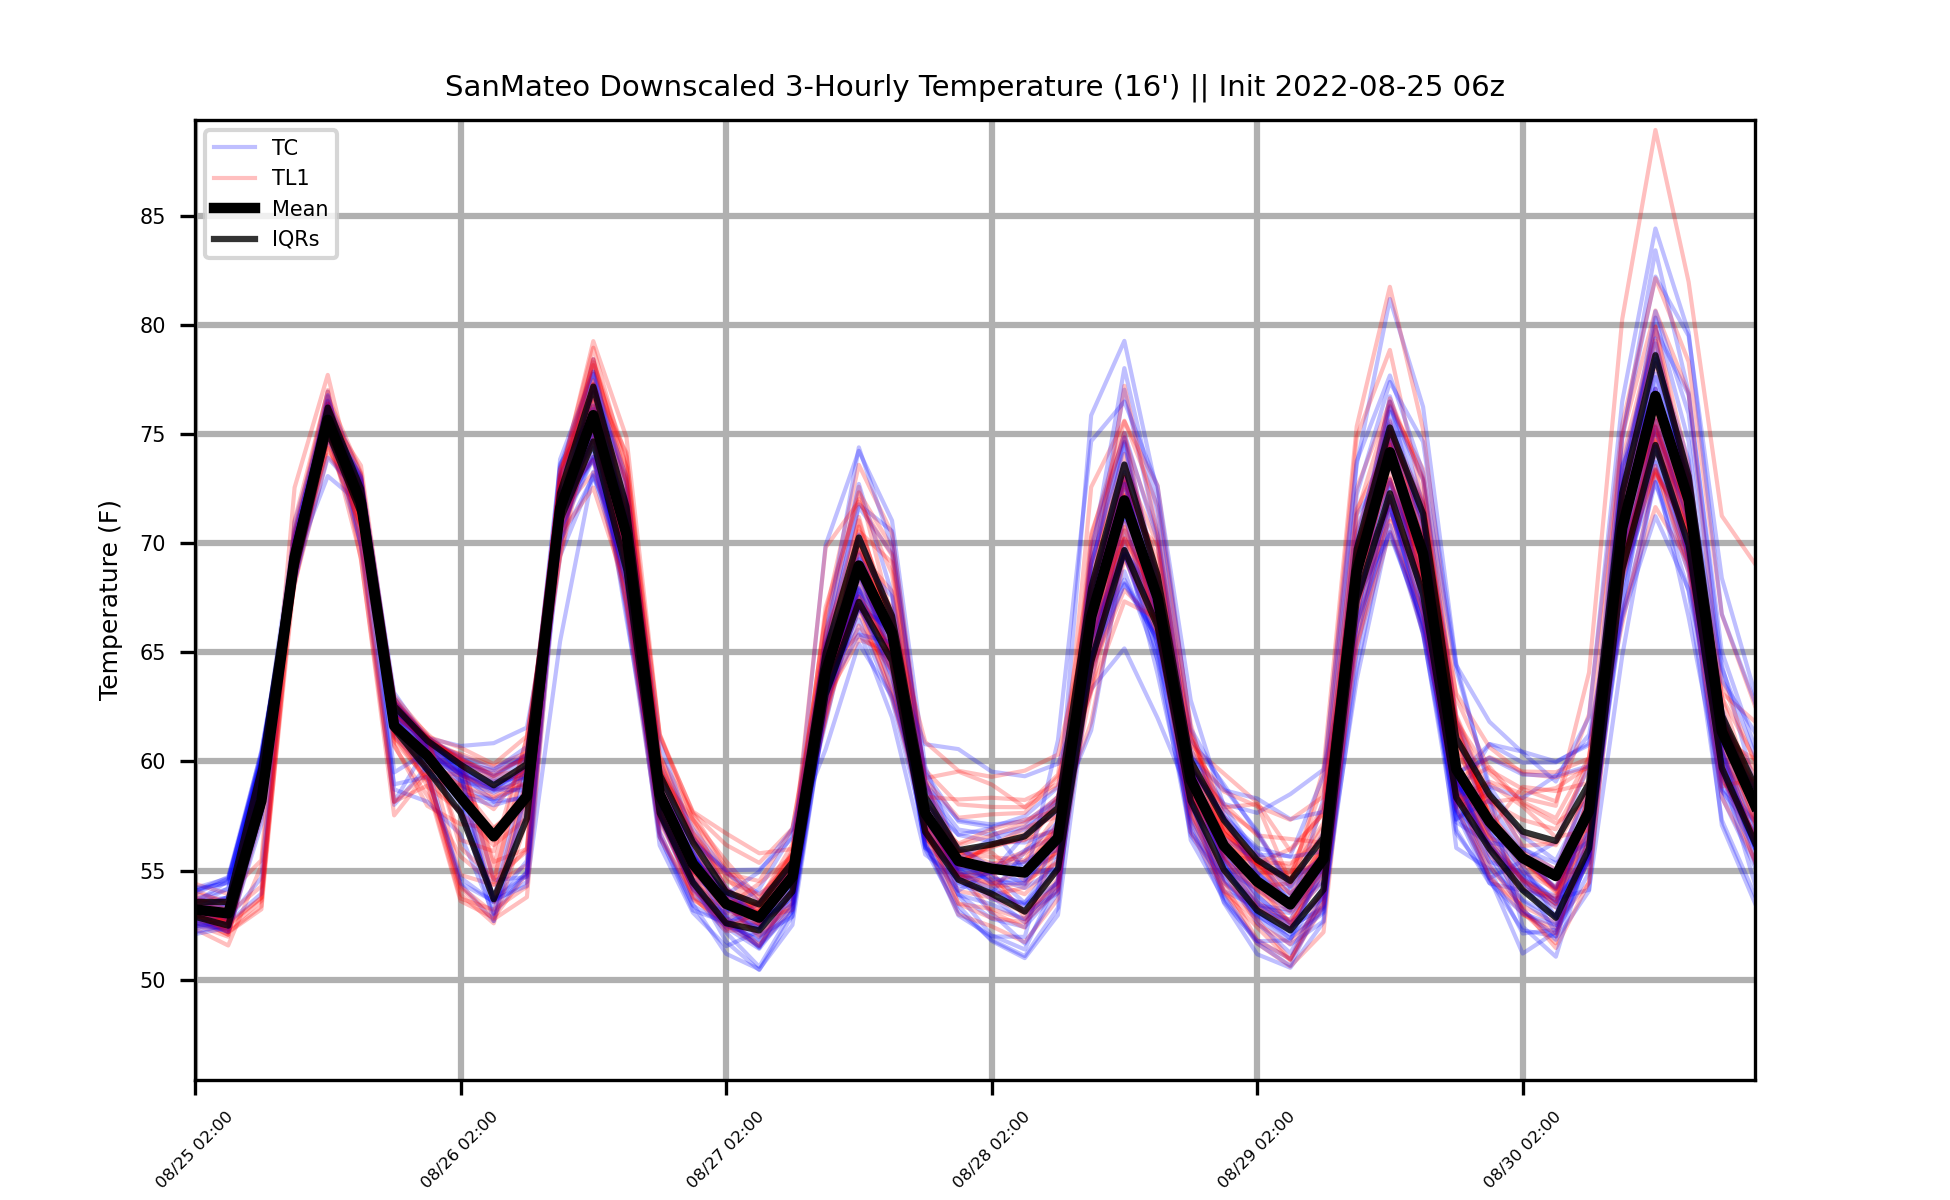 SanMateo Downscaled 3-Hourly Temperature (16') || Init 2022-08-25 06z
TC
TL1
Mean
IQRs
Temperature (F)
85
80
75
70
65
60
55
50
08/25 02:00
08/26 02:00
08/27 02:00
08/28 02:00
08/29 02:00
08/30 02:00